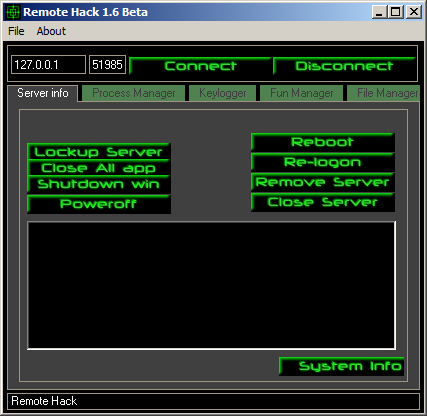 Remote Hack 1.6 Beta
File About
127.0.0.1 51985 Connect Disconnect
Server info Process Manager Keylogger Fun Manager File Manager
Reboot
Lockup Server
Re-logon
Close All app
Shutdown win
Remove Server
Poweroff
Close Server
System Info
Remote Hack